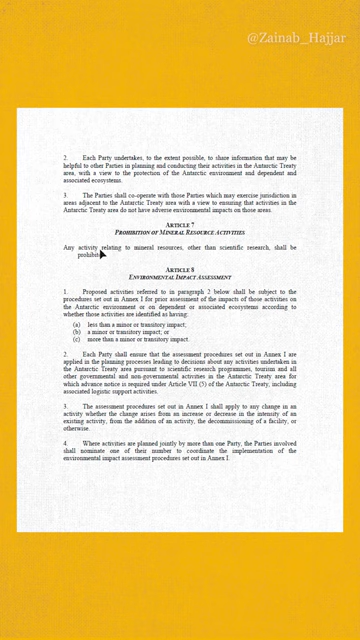 @Zainab_Hajjar
2. Each Party undertakes, to the extent possible, to share information that may be
helpful to other Parties in planning and conducting their activities in the Antarctic Treaty
area, with a view to the protection of the Antarctic environment and dependent and
associated ecosystems.
3. The Parties shall co-operate with those Parties which may exercise jurisdiction in
areas adjacent to the Antarctic Treaty area with a view to ensuring that activities in the
Antarctic Treaty area do not have adverse environmental impacts on those areas.
ARTICLE 7
PROHIBITION OF MINERAL RESOURCE ACTIVITIES
Any activity relating to mineral resources, other than scientific research, shall be
prohibited.
ARTICLE 8
ENVIRONMENTAL IMPACT ASSESSMENT
1. Proposed activities referred to in paragraph 2 below shall be subject to the
procedures set out in Annex I for prior assessment of the impacts of those activities on
the Antarctic environment or on dependent or associated ecosystems according to
whether those activities are identified as having:
(a) less than a minor or transitory impact;
(b) a minor or transitory impact; or
(c) more than a minor or transitory impact.
2. Each Party shall ensure that the assessment procedures set out in Annex I are
applied in the planning processes leading to decisions about any activities undertaken in
the Antarctic Treaty area pursuant to scientific research programmes, tourism and all
other governmental and non-governmental activities in the Antarctic Treaty area for
which advance notice is required under Article VII (5) of the Antarctic Treaty, including
associated logistic support activities.
3. The assessment procedures set out in Annex I shall apply to any change in an
activity whether the change arises from an increase or decrease in the intensity of an
existing activity, from the addition of an activity, the decommissioning of a facility, or
otherwise.
4. Where activities are planned jointly by more than one Party, the Parties involved
shall nominate one of their number to coordinate the implementation of the
environmental impact assessment procedures set out in Annex I.